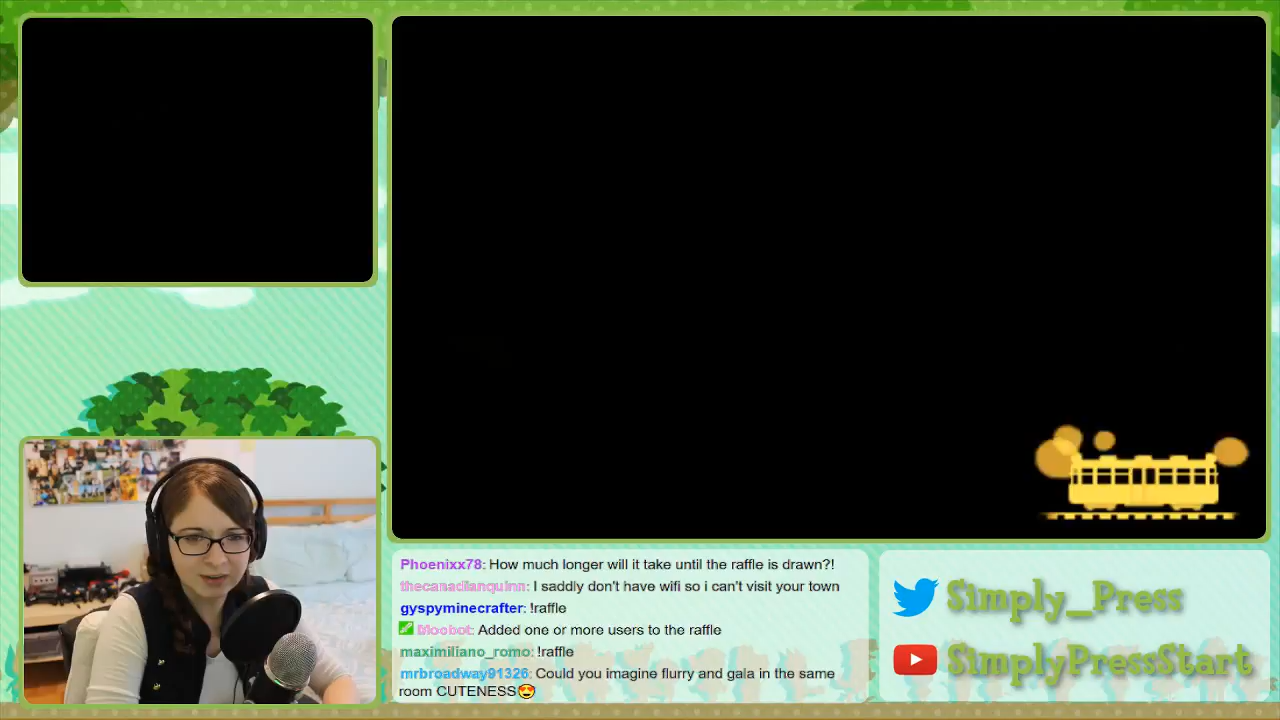 Phoenixx78: How much longer will it take until the raffle is drawn?!
thecanadianquinn: I saddly don't have wifi so i can't visit your town
gyspyminecrafter: !raffle
bloobot: Added one or more users to the raffle
maximiliano_romo: !raffle
mrbroadway91326: Could you imagine flurry and gala in the same
room CUTENESS😍
Simply_Press
SimplyPressStart